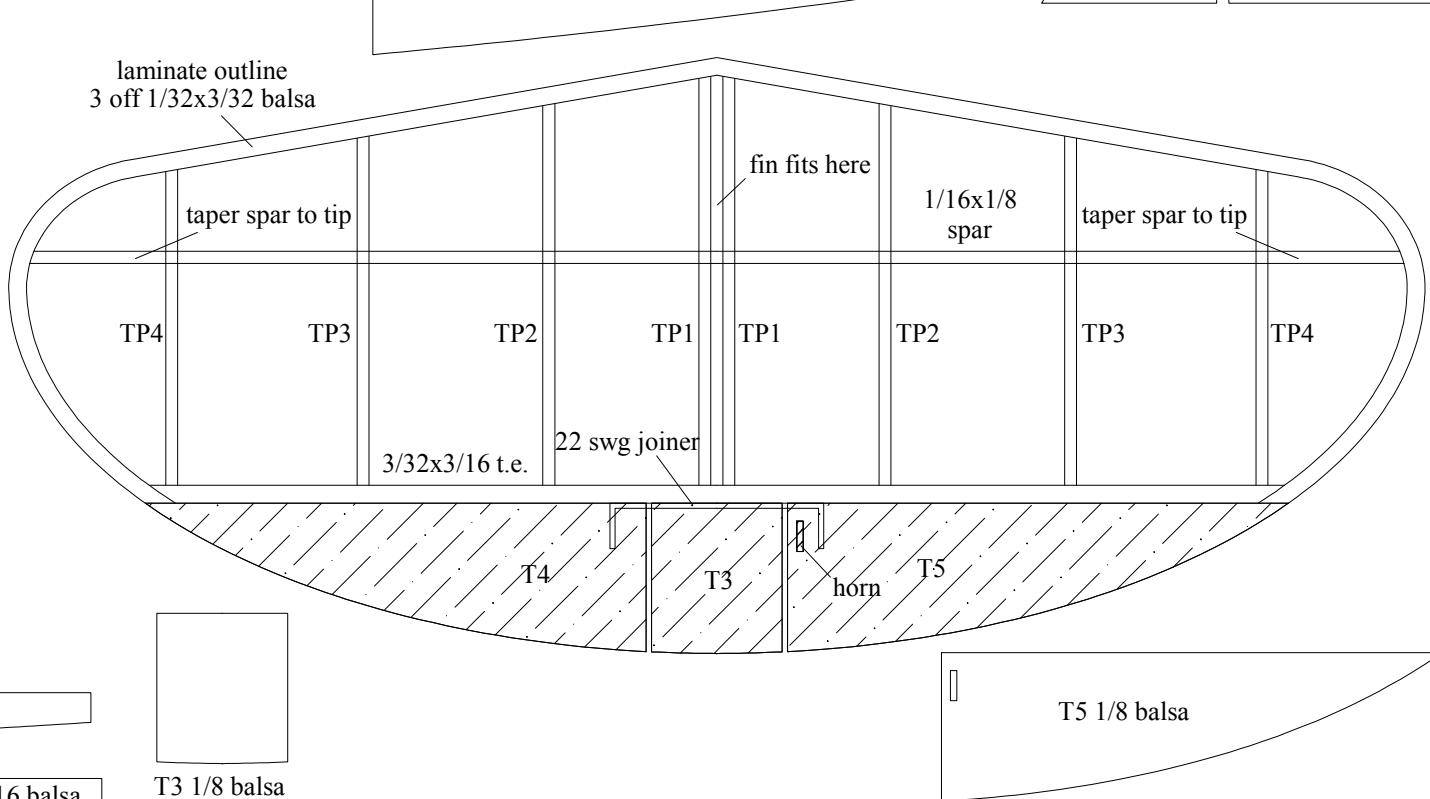 laminate outline
3 off 1/32x3/32 balsa
fin fits here
taper spar to tip
1/16x1/8
spar
taper spar to tip
TP4
TP3
TP2
TP1
TP1
TP2
TP3
TP4
22 swg joiner
3/32x3/16 t.e.
T4
T3
T5
horn
T5 1/8 balsa
T3 1/8 balsa
16 balsa